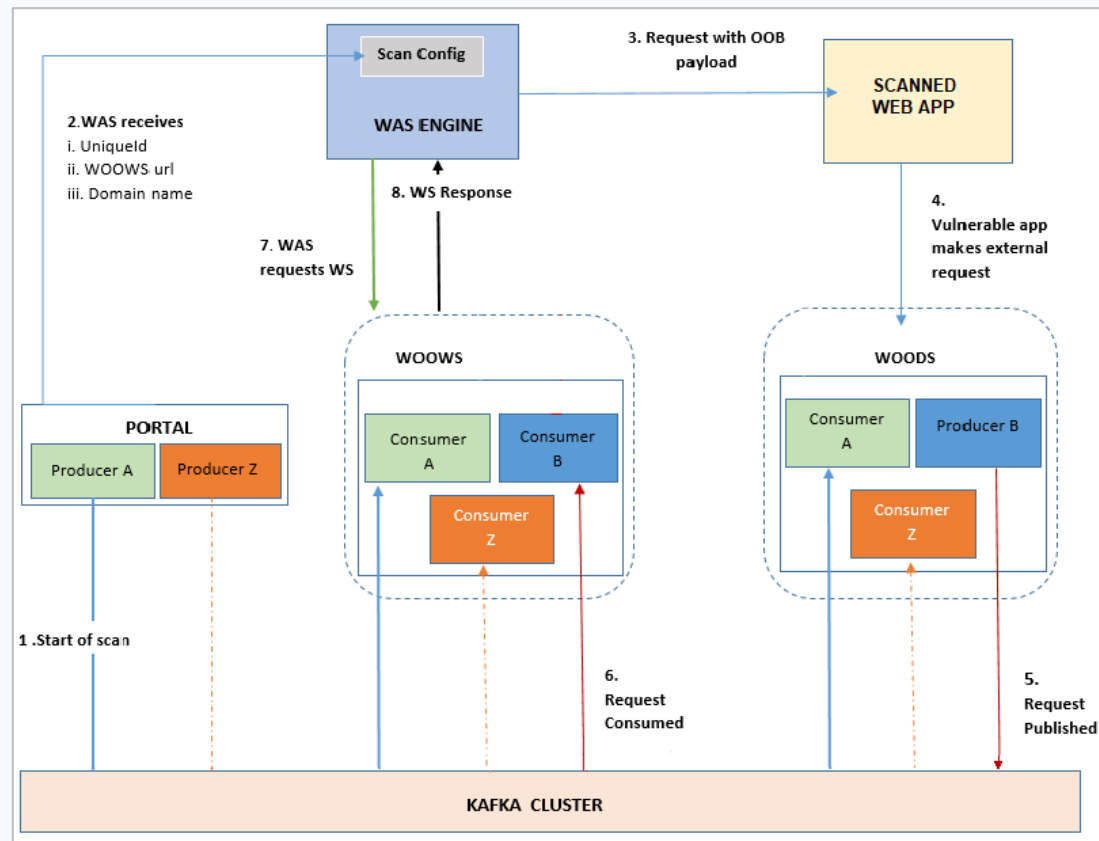 Scan Config
WAS ENGINE
3. Request with OOB
payload
SCANNED
WEB APP
2.WAS receives
i. UniqueId
ii. WOOWS url
iii. Domain name
8. WS Response
7. WAS
requests WS
4.
Vulnerable app
makes external
request
PORTAL
Producer A
Producer Z
WOOWS
Consumer
A
Consumer
B
Consumer
Z
WOODS
Consumer
A
Producer B
Consumer
Z
1 .Start of scan
6.
Request
Consumed
5.
Request
Published
KAFKA CLUSTER